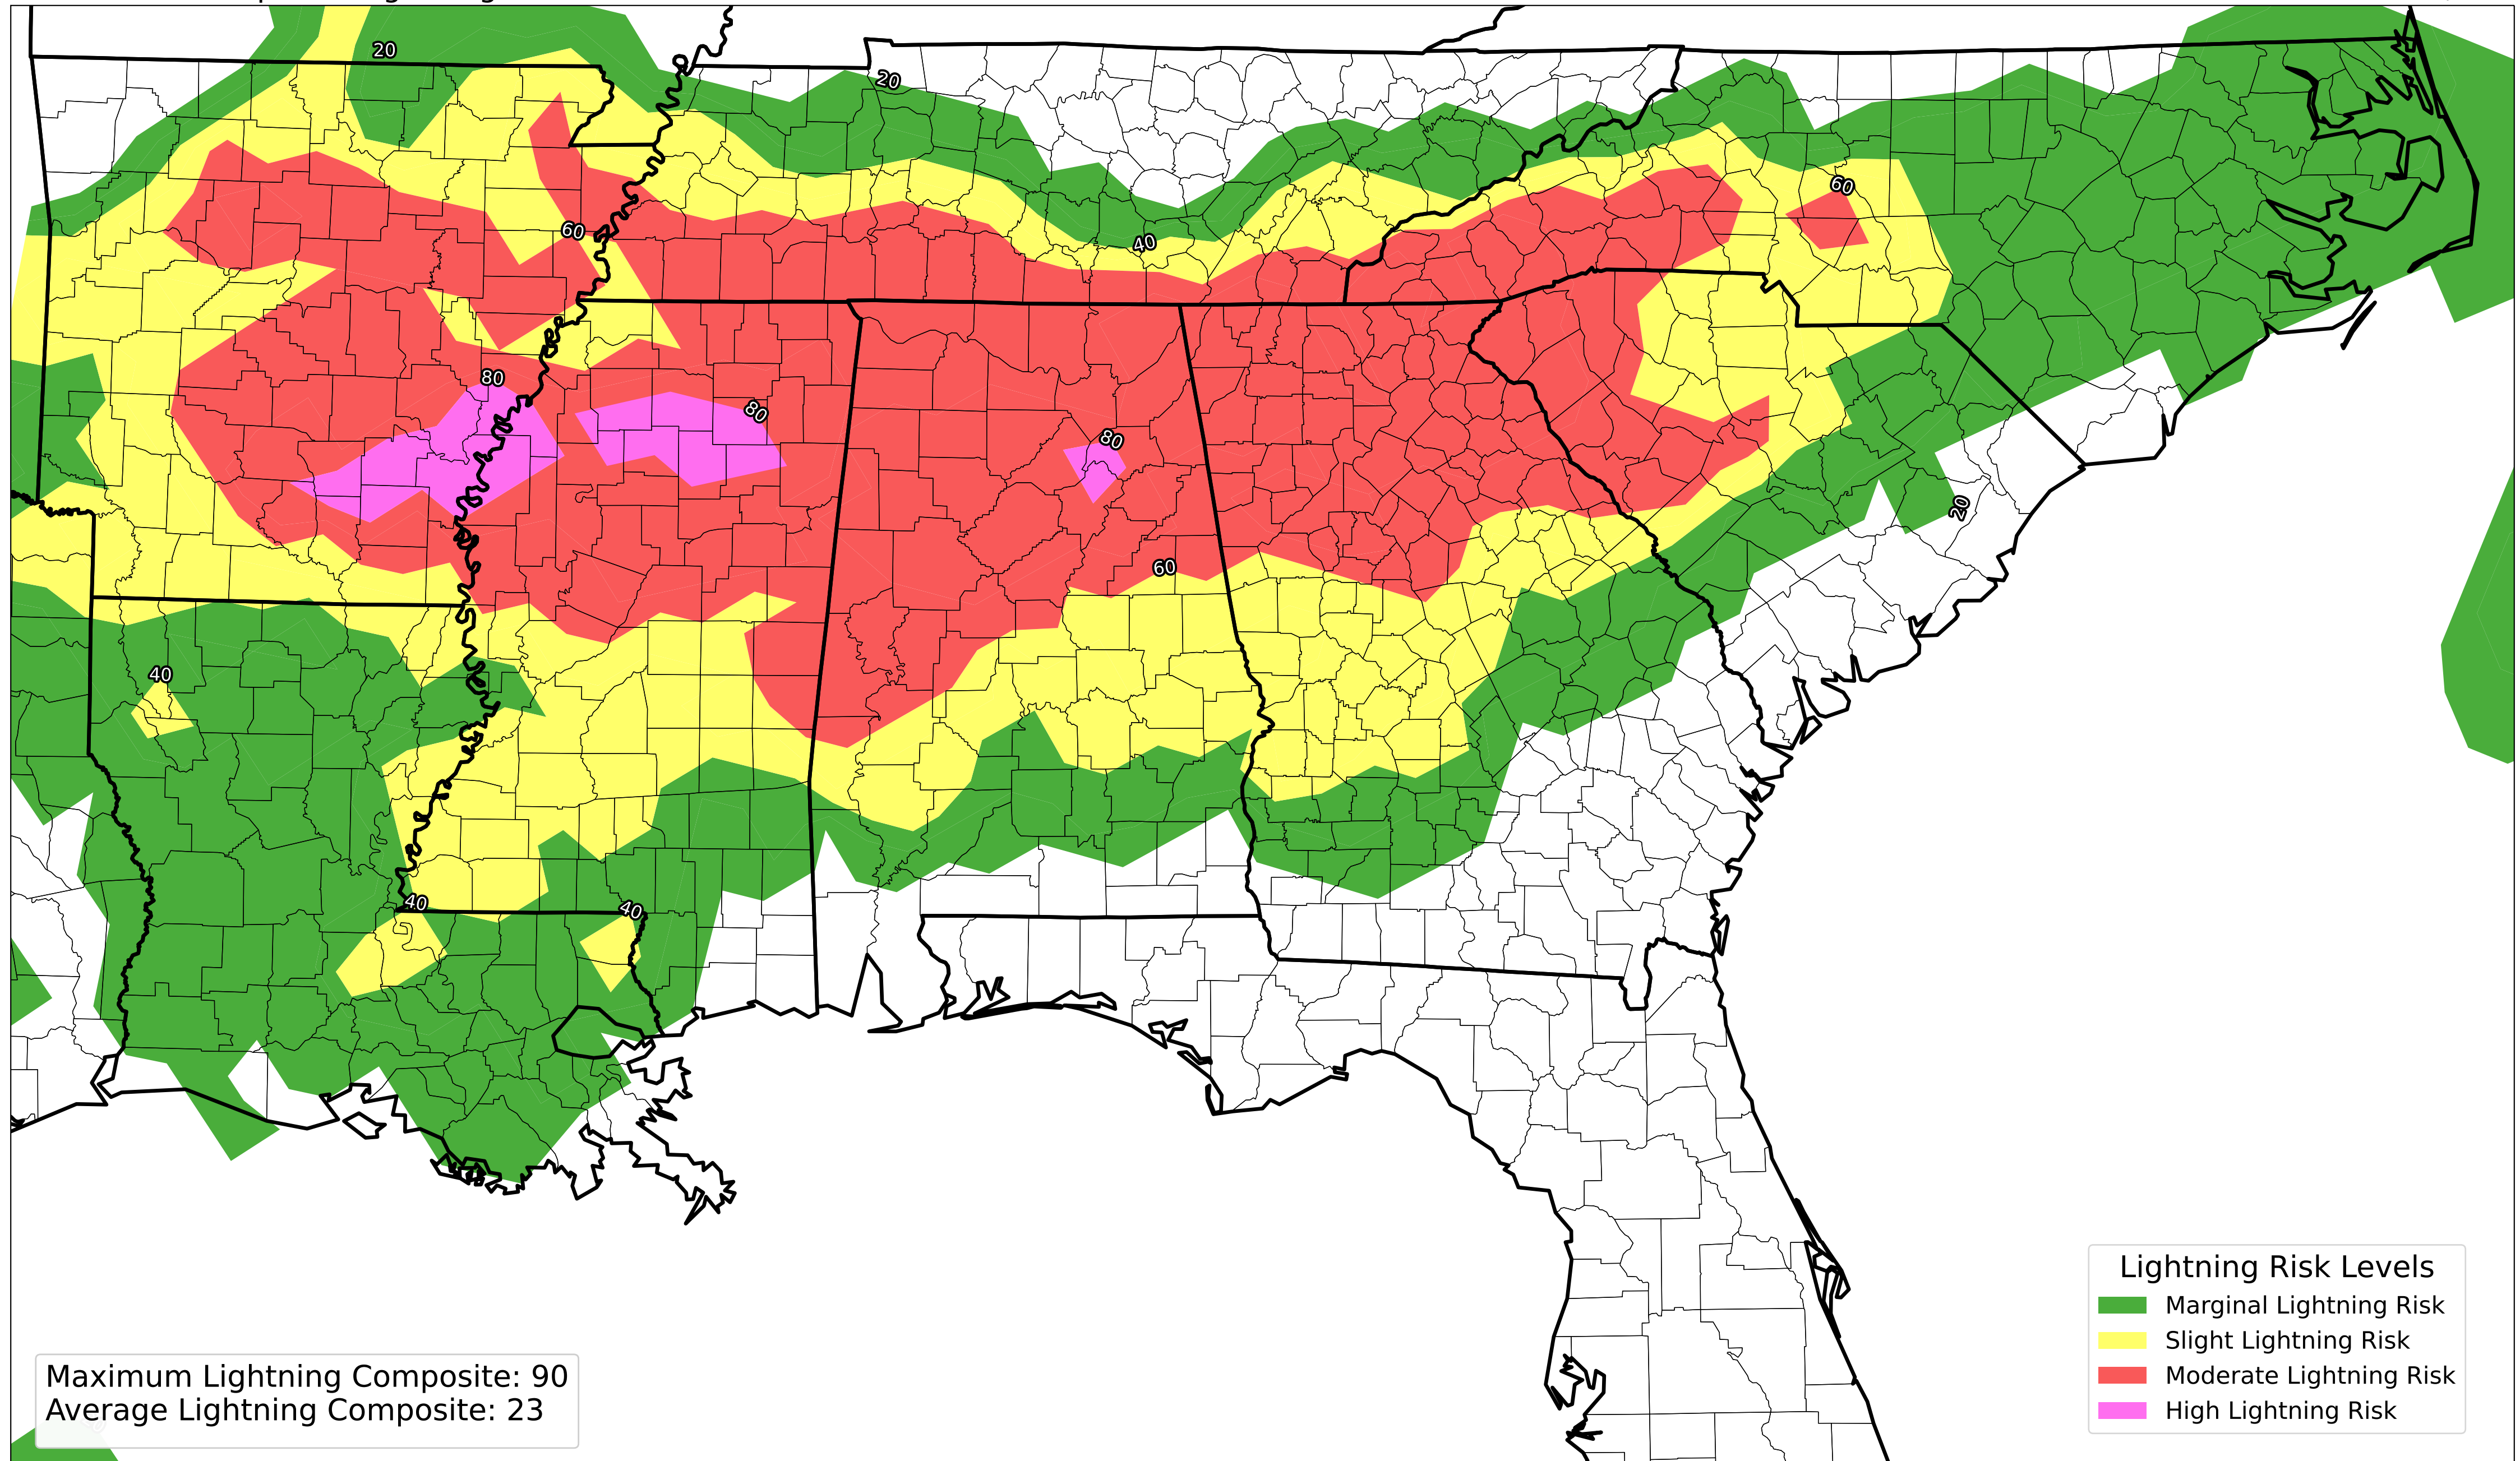 20
20
60
60
40
80
80
80
20
60
40
40
40
Lightning Risk Levels
Marginal Lightning Risk
Slight Lightning Risk
Moderate Lightning Risk
High Lightning Risk
Maximum Lightning Composite: 90
Average Lightning Composite: 23